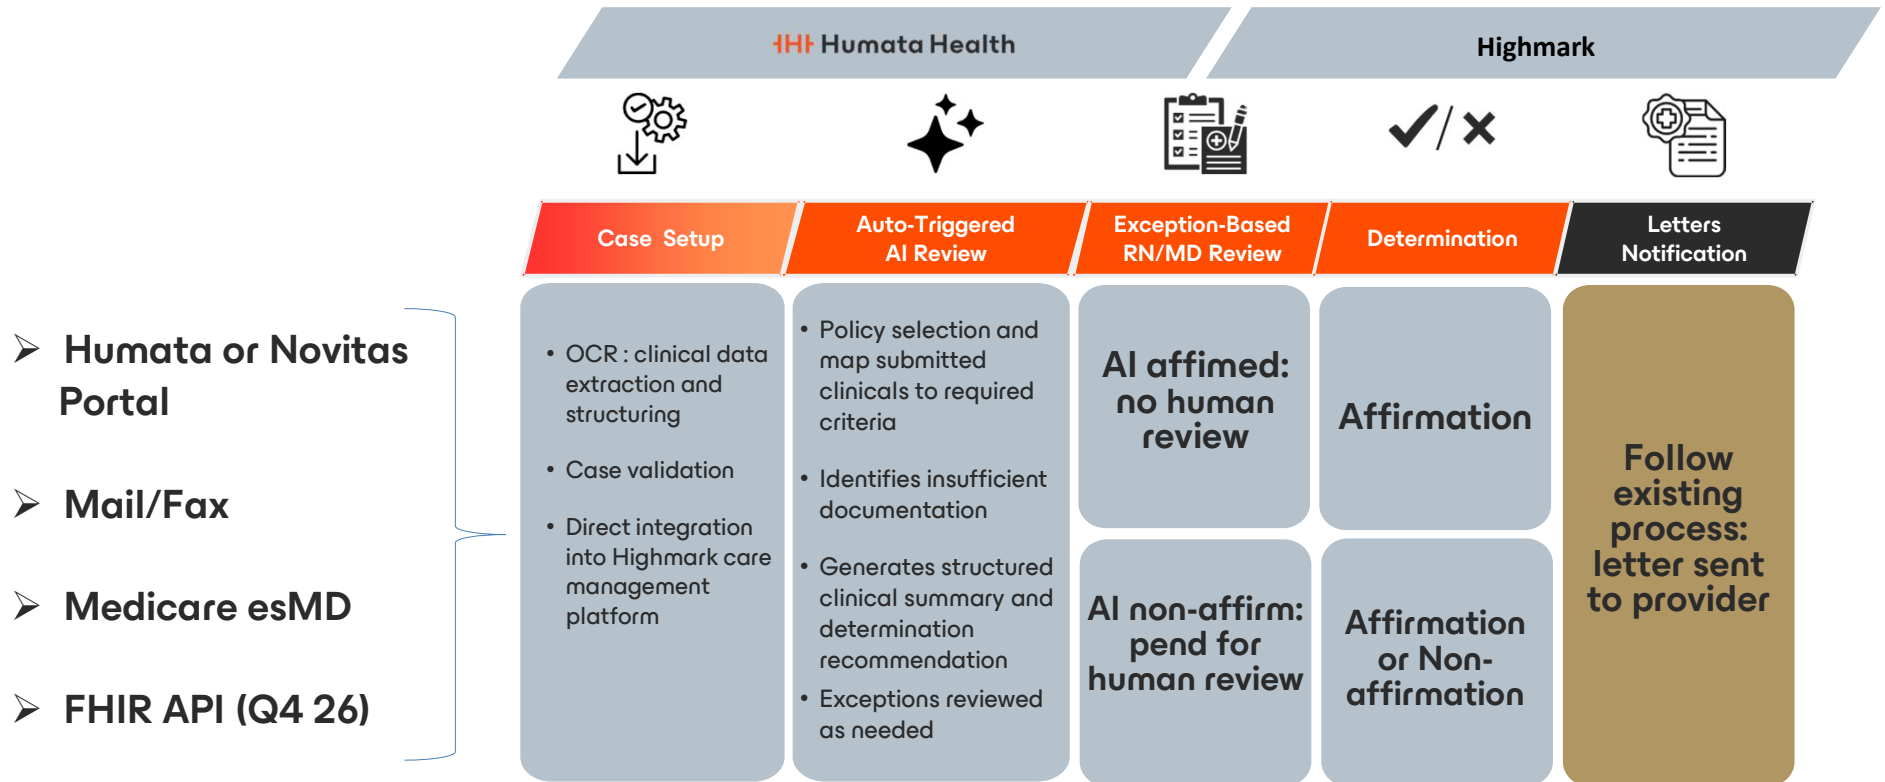 Humata Health
Highmark
Case Setup
Auto-Triggered
AI Review
Exception-Based
RN/MD Review
Determination
Letters
Notification
➢ Humata or Novitas
Portal
➢ Mail/Fax
➢ Medicare esMD
➢ FHIR API (Q4 26)
• OCR : clinical data
extraction and
structuring
• Case validation
• Direct integration
into Highmark care
management
platform
• Policy selection and
map submitted
clinicals to required
criteria
• Identifies insufficient
documentation
• Generates structured
clinical summary and
determination
recommendation
• Exceptions reviewed
as needed
AI affimed:
no human
review
AI non-affirm:
pend for
human review
Affirmation
Affirmation
or Non-
affirmation
Follow
existing
process:
letter sent
to provider